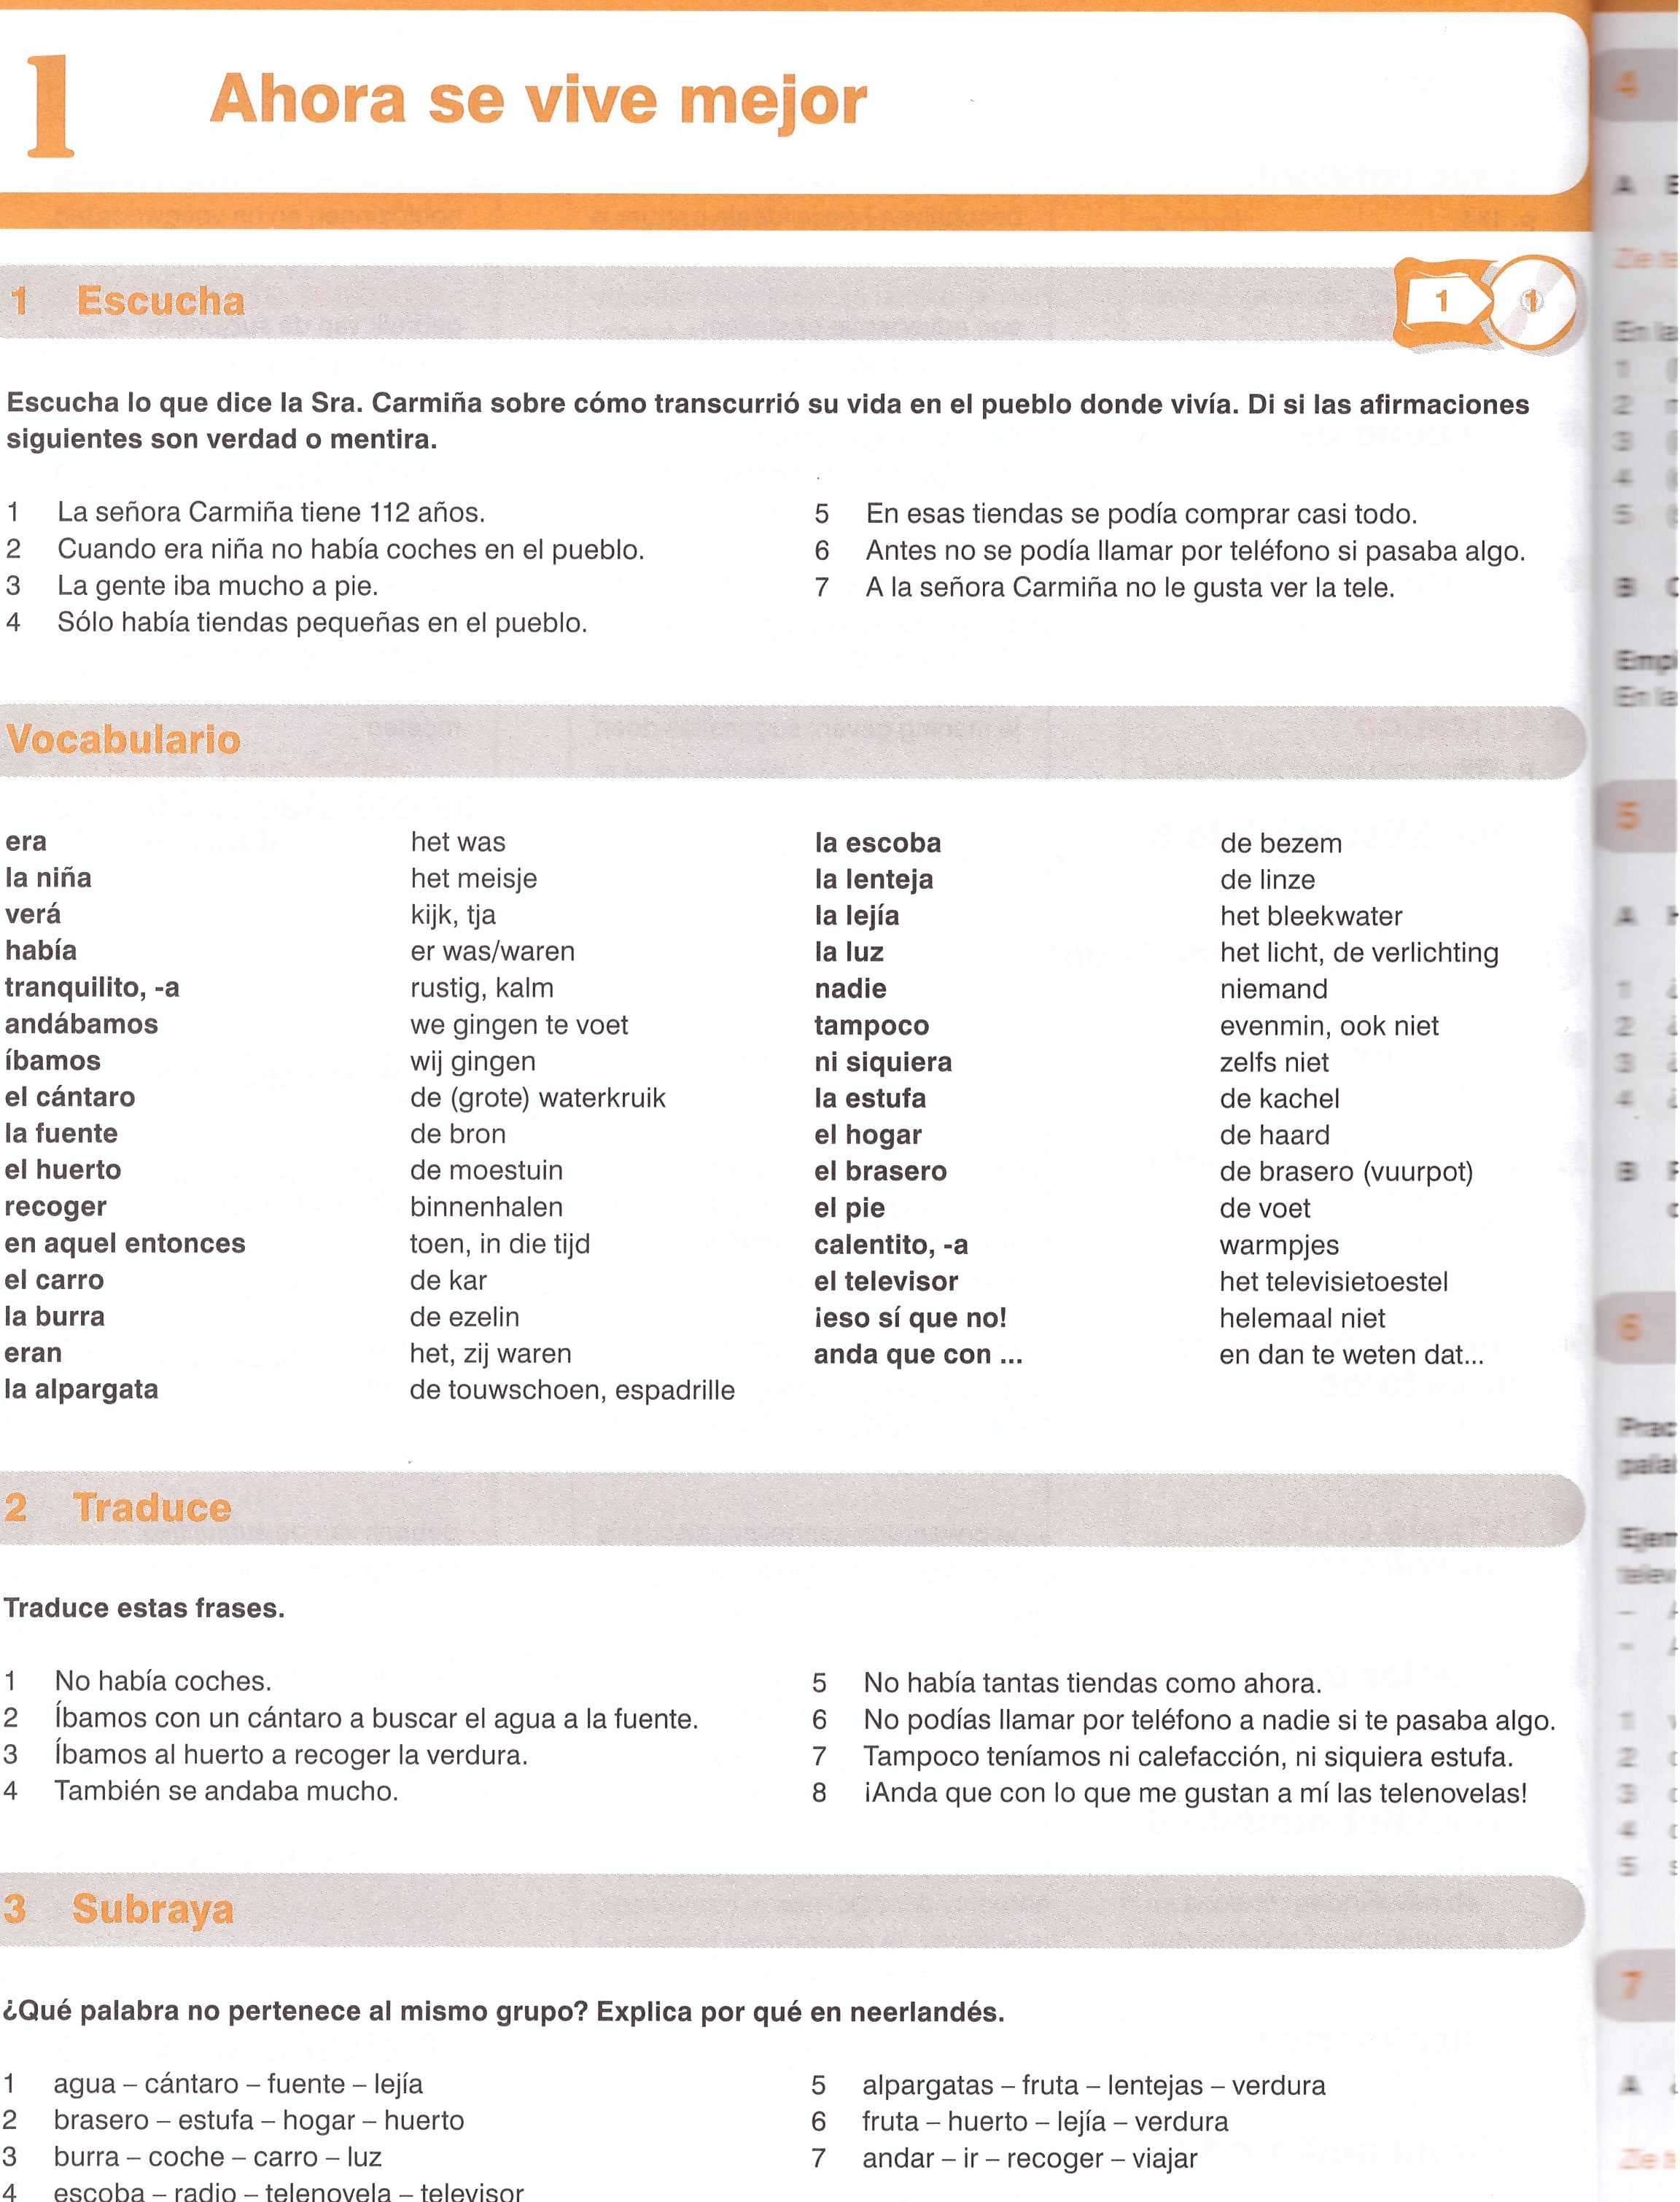 1 Ahora se vive mejor
1 Escucha
1 1
Escucha lo que dice la Sra. Carmiña sobre cómo transcurrió su vida en el pueblo donde vivía. Di si las afirmaciones
siguientes son verdad o mentira.
1 La señora Carmiña tiene 112 años.
2 Cuando era niña no había coches en el pueblo.
3 La gente iba mucho a pie.
4 Sólo había tiendas pequeñas en el pueblo.
5 En esas tiendas se podía comprar casi todo.
6 Antes no se podía llamar por teléfono si pasaba algo.
7 A la señora Carmiña no le gusta ver la tele.
Vocabulario
era het was
la niña het meisje
verá kijk, tja
había er was/waren
tranquilito, -a rustig, kalm
andábamos we gingen te voet
íbamos wij gingen
el cántaro de (grote) waterkruik
la fuente de bron
el huerto de moestuin
recoger binnenhalen
en aquel entonces toen, in die tijd
el carro de kar
la burra de ezelin
eran het, zij waren
la alpargata de touwschoen, espadrille
la escoba de bezem
la lenteja de linze
la lejía het bleekwater
la luz het licht, de verlichting
nadie niemand
tampoco evenmin, ook niet
ni siquiera zelfs niet
la estufa de kachel
el hogar de haard
el brasero de brasero (vuurpot)
el pie de voet
calentito, -a warmpjes
el televisor het televisietoestel
¡eso sí que no! helemaal niet
anda que con ... en dan te weten dat...
2 Traduce
Traduce estas frases.
1 No había coches.
2 Íbamos con un cántaro a buscar el agua a la fuente.
3 Íbamos al huerto a recoger la verdura.
4 También se andaba mucho.
5 No había tantas tiendas como ahora.
6 No podías llamar por teléfono a nadie si te pasaba algo.
7 Tampoco teníamos ni calefacción, ni siquiera estufa.
8 ¡Anda que con lo que me gustan a mí las telenovelas!
3 Subraya
¿Qué palabra no pertenece al mismo grupo? Explica por qué en neerlandés.
1 agua – cántaro – fuente – lejía
2 brasero – estufa – hogar – huerto
3 burra – coche – carro – luz
4 escoba – radio – telenovela – televisor
5 alpargatas – fruta – lentejas – verdura
6 fruta – huerto – lejía – verdura
7 andar – ir – recoger – viajar